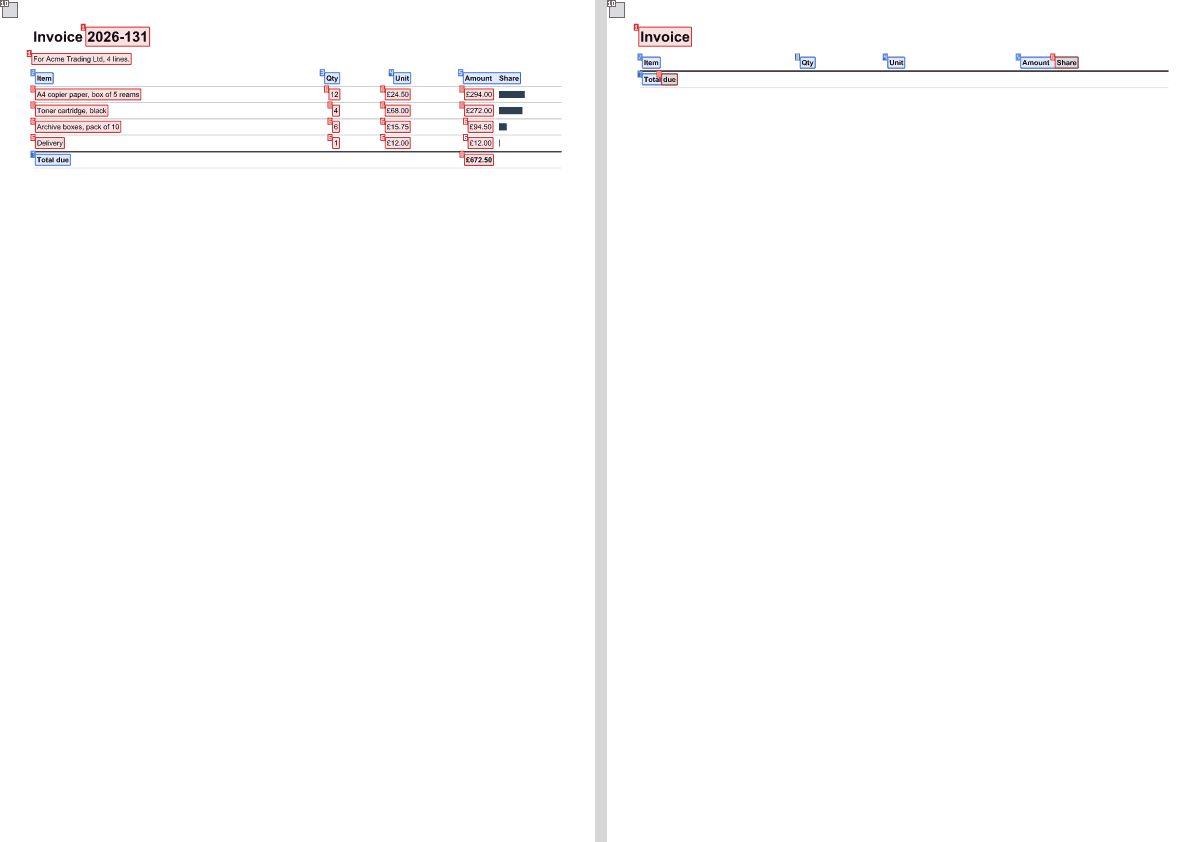 Invoice 2026-131
For Acme Trading Ltd, 4 lines.
Item Qty Unit Amount Share
A4 copier paper, box of 5 reams 12 £24.50 £294.00
Toner cartridge, black 4 £68.00 £272.00
Archive boxes, pack of 10 6 £15.75 £94.50
Delivery 1 £12.00 £12.00
Total due £672.50
Invoice
Item Qty Unit Amount Share
Total due